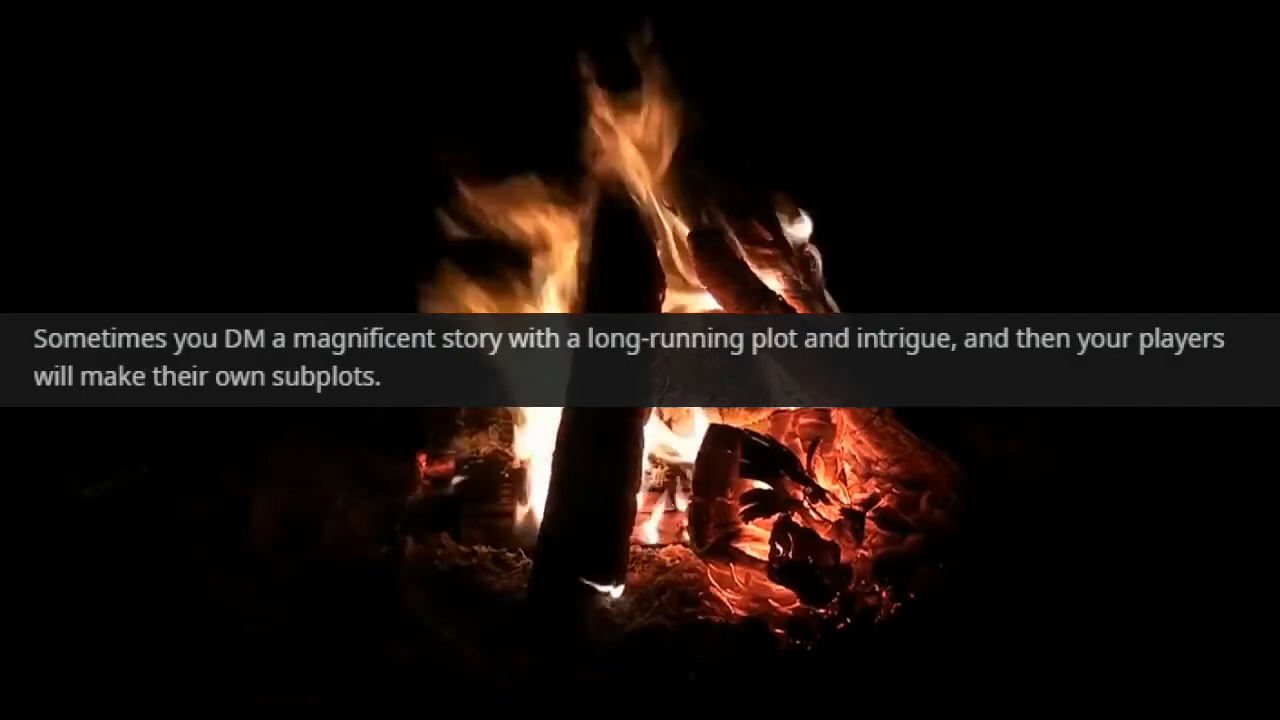 Sometimes you DM a magnificent story with a long-running plot and intrigue, and then your players
will make their own subplots.